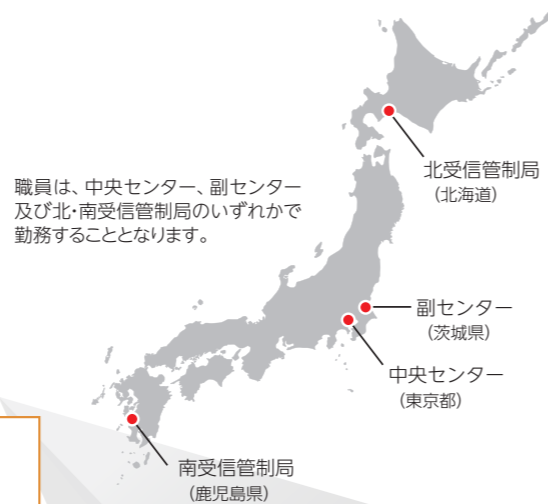 北受信管制局
(北海道)
職員は、中央センター、副センター
及び北・南受信管制局のいずれかで
勤務することとなります。
副センター
(茨城県)
中央センター
(東京都)
南受信管制局
(鹿児島県)